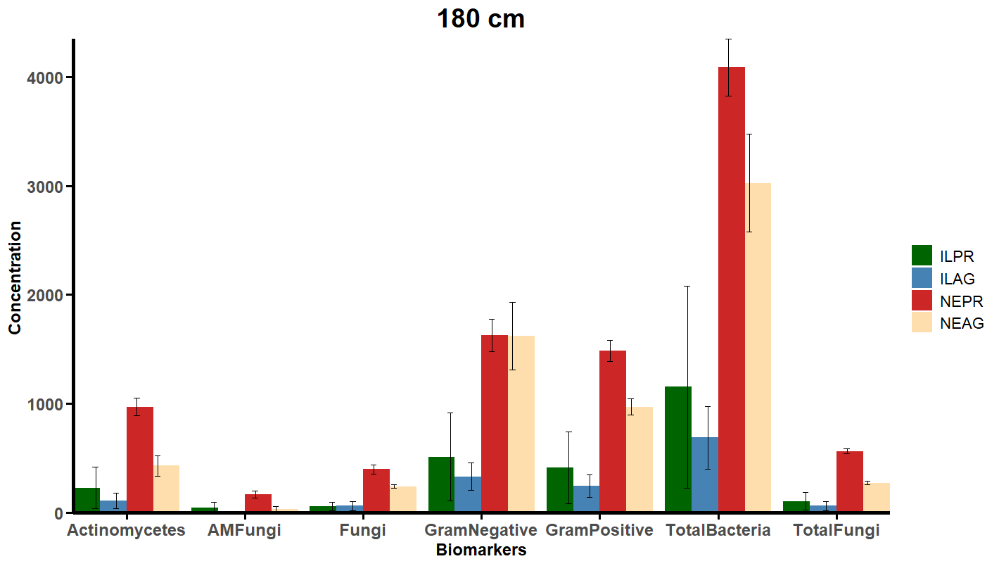 180 cm
Concentration
4000
3000
2000
1000
0
Actinomycetes AMFungi Fungi GramNegative GramPositive TotalBacteria TotalFungi
Biomarkers
ILPR
ILAG
NEPR
NEAG